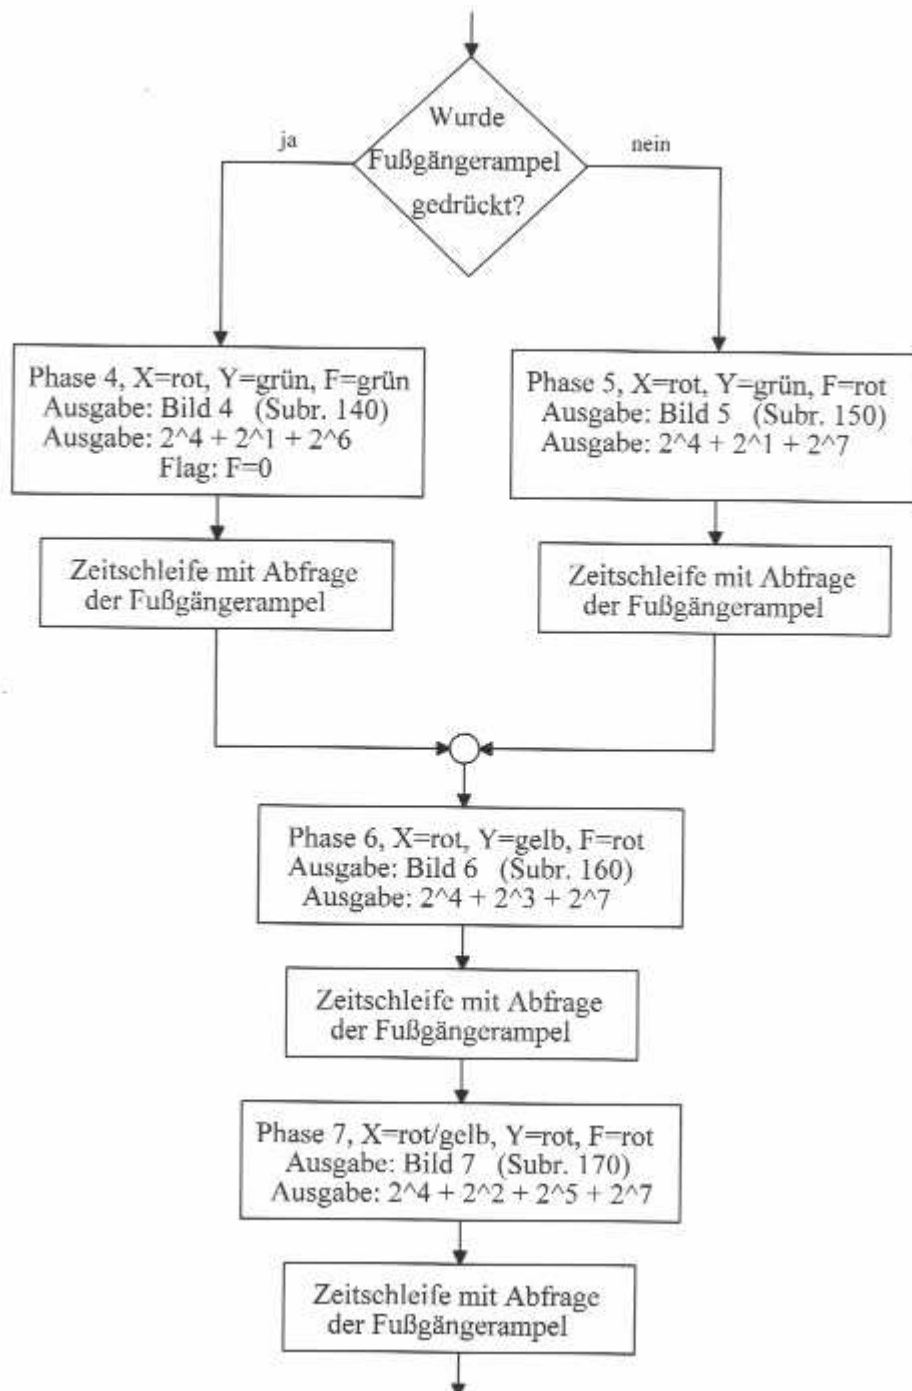 Wurde
Fußgängerampel
gedrückt?
ja
nein
Phase 4, X=rot, Y=grün, F=grün
Ausgabe: Bild 4 (Subr. 140)
Ausgabe: 2^4 + 2^1 + 2^6
Flag: F=0
Phase 5, X=rot, Y=grün, F=rot
Ausgabe: Bild 5 (Subr. 150)
Ausgabe: 2^4 + 2^1 + 2^7
Zeitschleife mit Abfrage
der Fußgängerampel
Zeitschleife mit Abfrage
der Fußgängerampel
Phase 6, X=rot, Y=gelb, F=rot
Ausgabe: Bild 6 (Subr. 160)
Ausgabe: 2^4 + 2^3 + 2^7
Zeitschleife mit Abfrage
der Fußgängerampel
Phase 7, X=rot/gelb, Y=rot, F=rot
Ausgabe: Bild 7 (Subr. 170)
Ausgabe: 2^4 + 2^2 + 2^5 + 2^7
Zeitschleife mit Abfrage
der Fußgängerampel